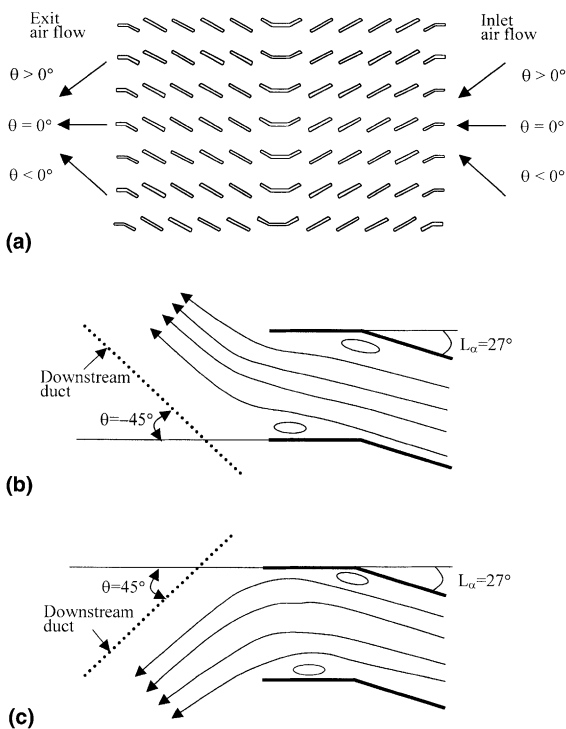 Exit
air flow
Inlet
air flow
θ > 0°
θ > 0°
θ = 0°
θ = 0°
θ < 0°
θ < 0°
(a)
Lα=27°
Downstream
duct
θ=–45°
(b)
θ=45°
Lα=27°
Downstream
duct
(c)